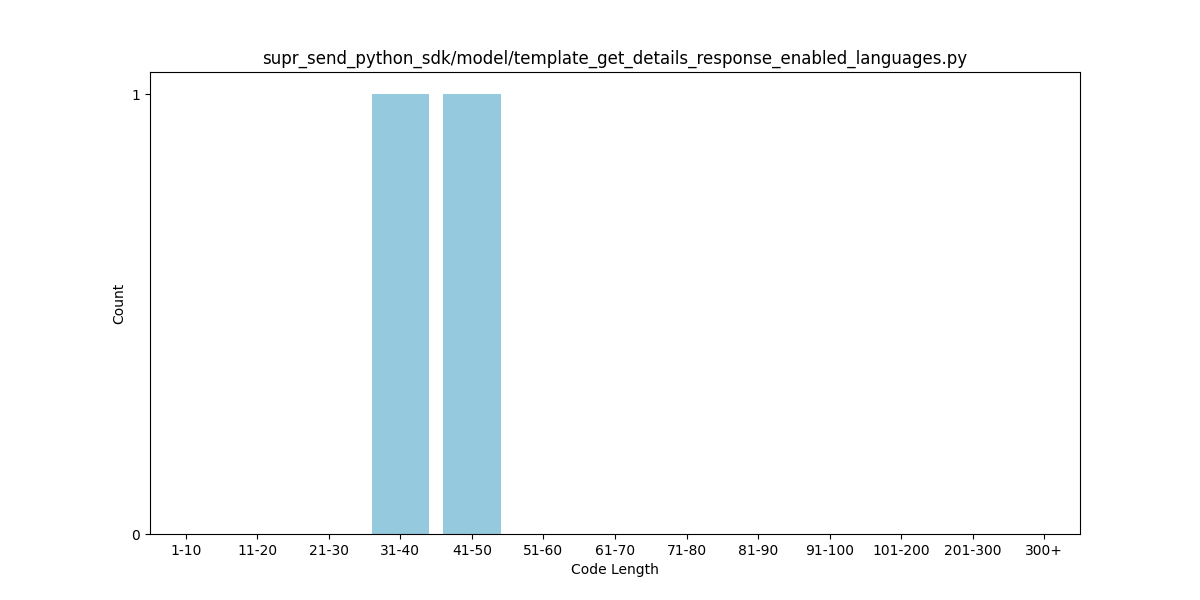 supr_send_python_sdk/model/template_get_details_response_enabled_languages.py
1
Count
0
1-10 11-20 21-30 31-40 41-50 51-60 61-70 71-80 81-90 91-100 101-200 201-300 300+
Code Length